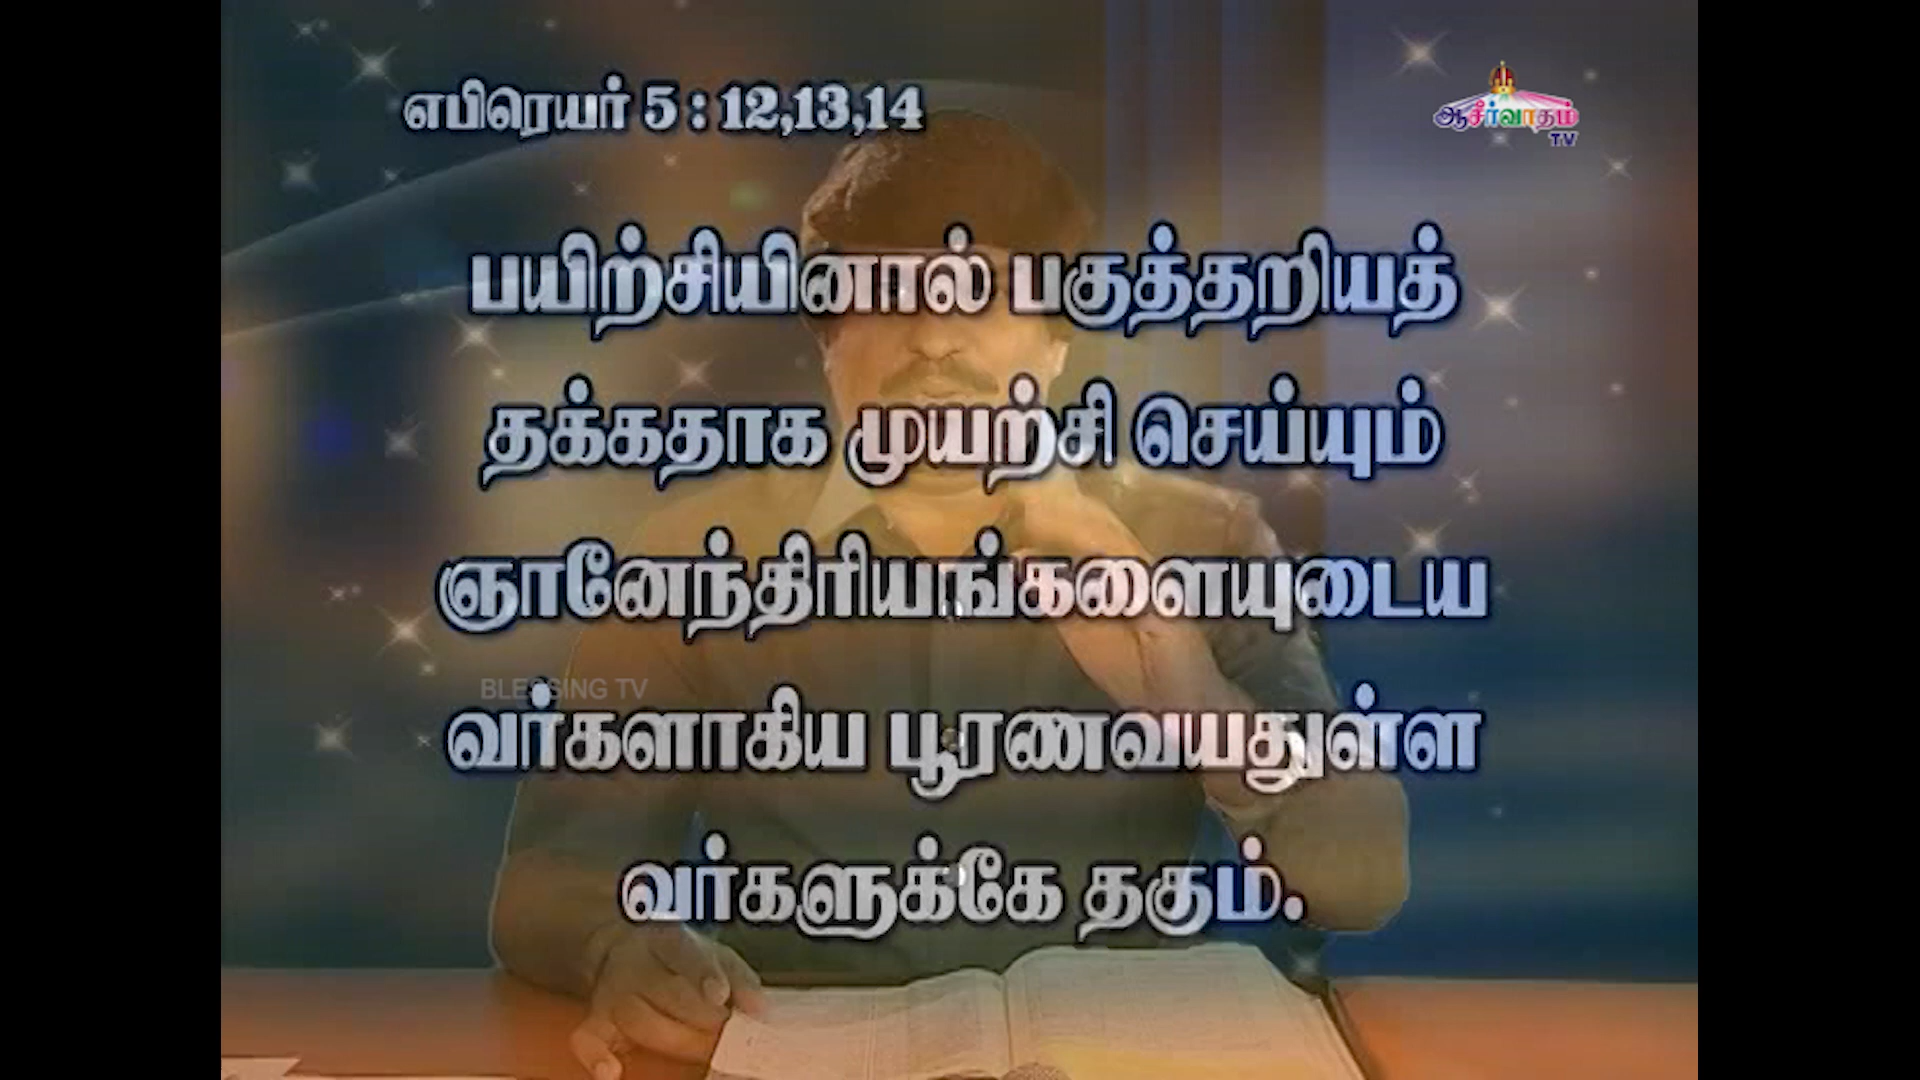 எபிரெயர் 5 : 12,13,14
ஆசீர்வாதம்
TV
பயிற்சியினால் பகுத்தறியத்
தக்கதாக முயற்சி செய்யும்
ஞானேந்திரியங்களையுடைய
BLESSING TV
வர்களாகிய பூரணவயதுள்ள
வர்களுக்கே தகும்.